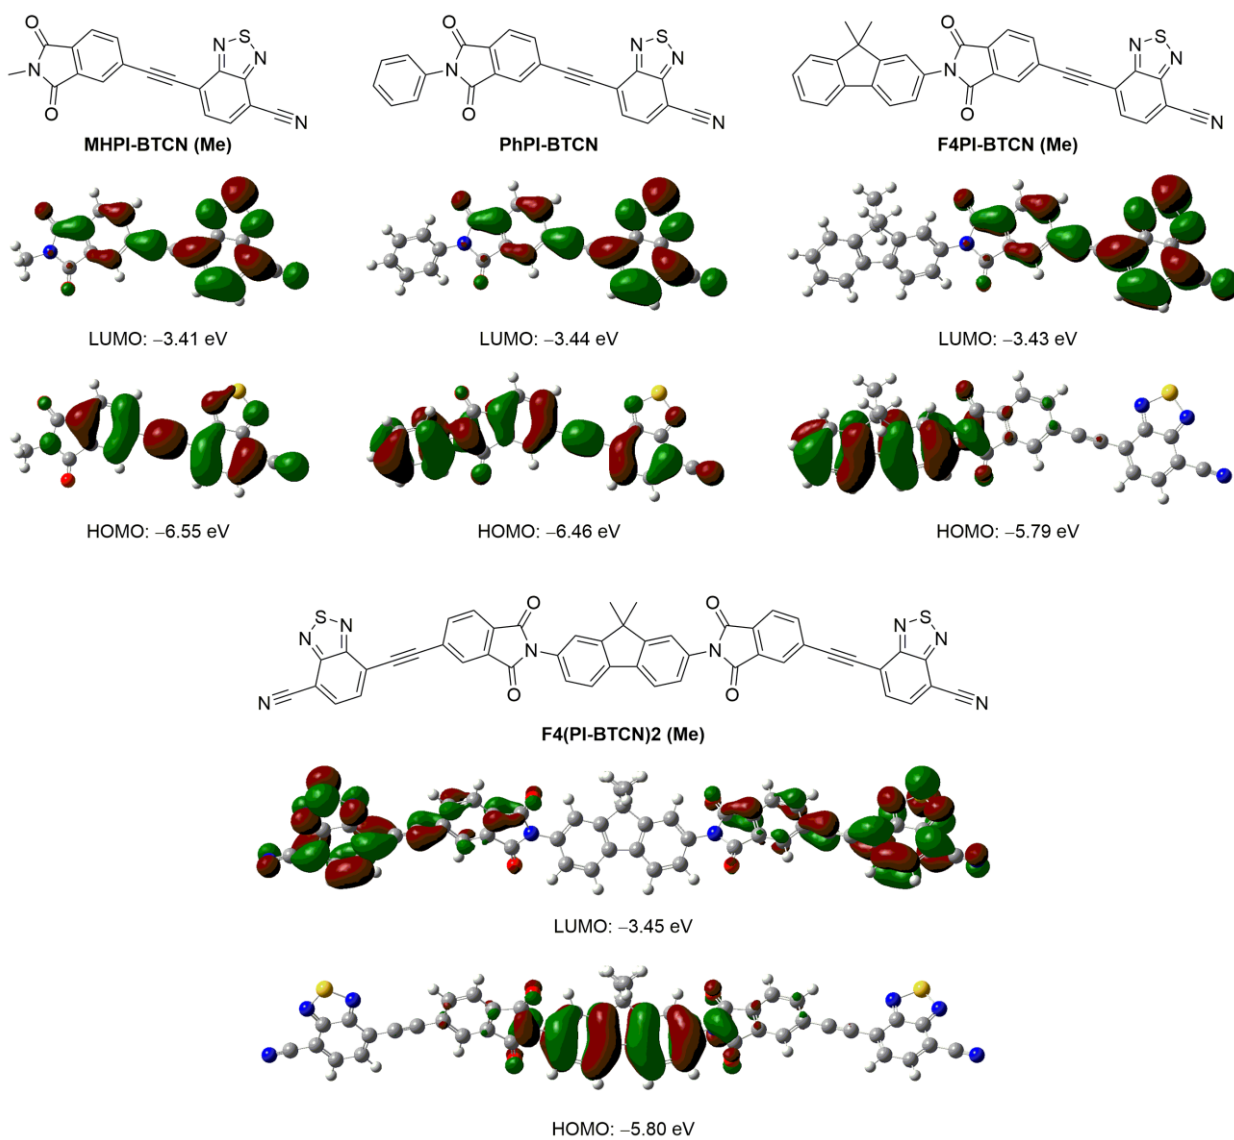 O
N
O
N
S
N
N
MHPI-BTCN (Me)
O
N
O
N
S
N
N
PhPI-BTCN
O
N
O
N
S
N
N
F4PI-BTCN (Me)
LUMO: −3.41 eV
LUMO: −3.44 eV
LUMO: −3.43 eV
HOMO: −6.55 eV
HOMO: −6.46 eV
HOMO: −5.79 eV
S
N
N
N
O
N
O
O
N
O
S
N
N
N
F4(PI-BTCN)2 (Me)
LUMO: −3.45 eV
HOMO: −5.80 eV